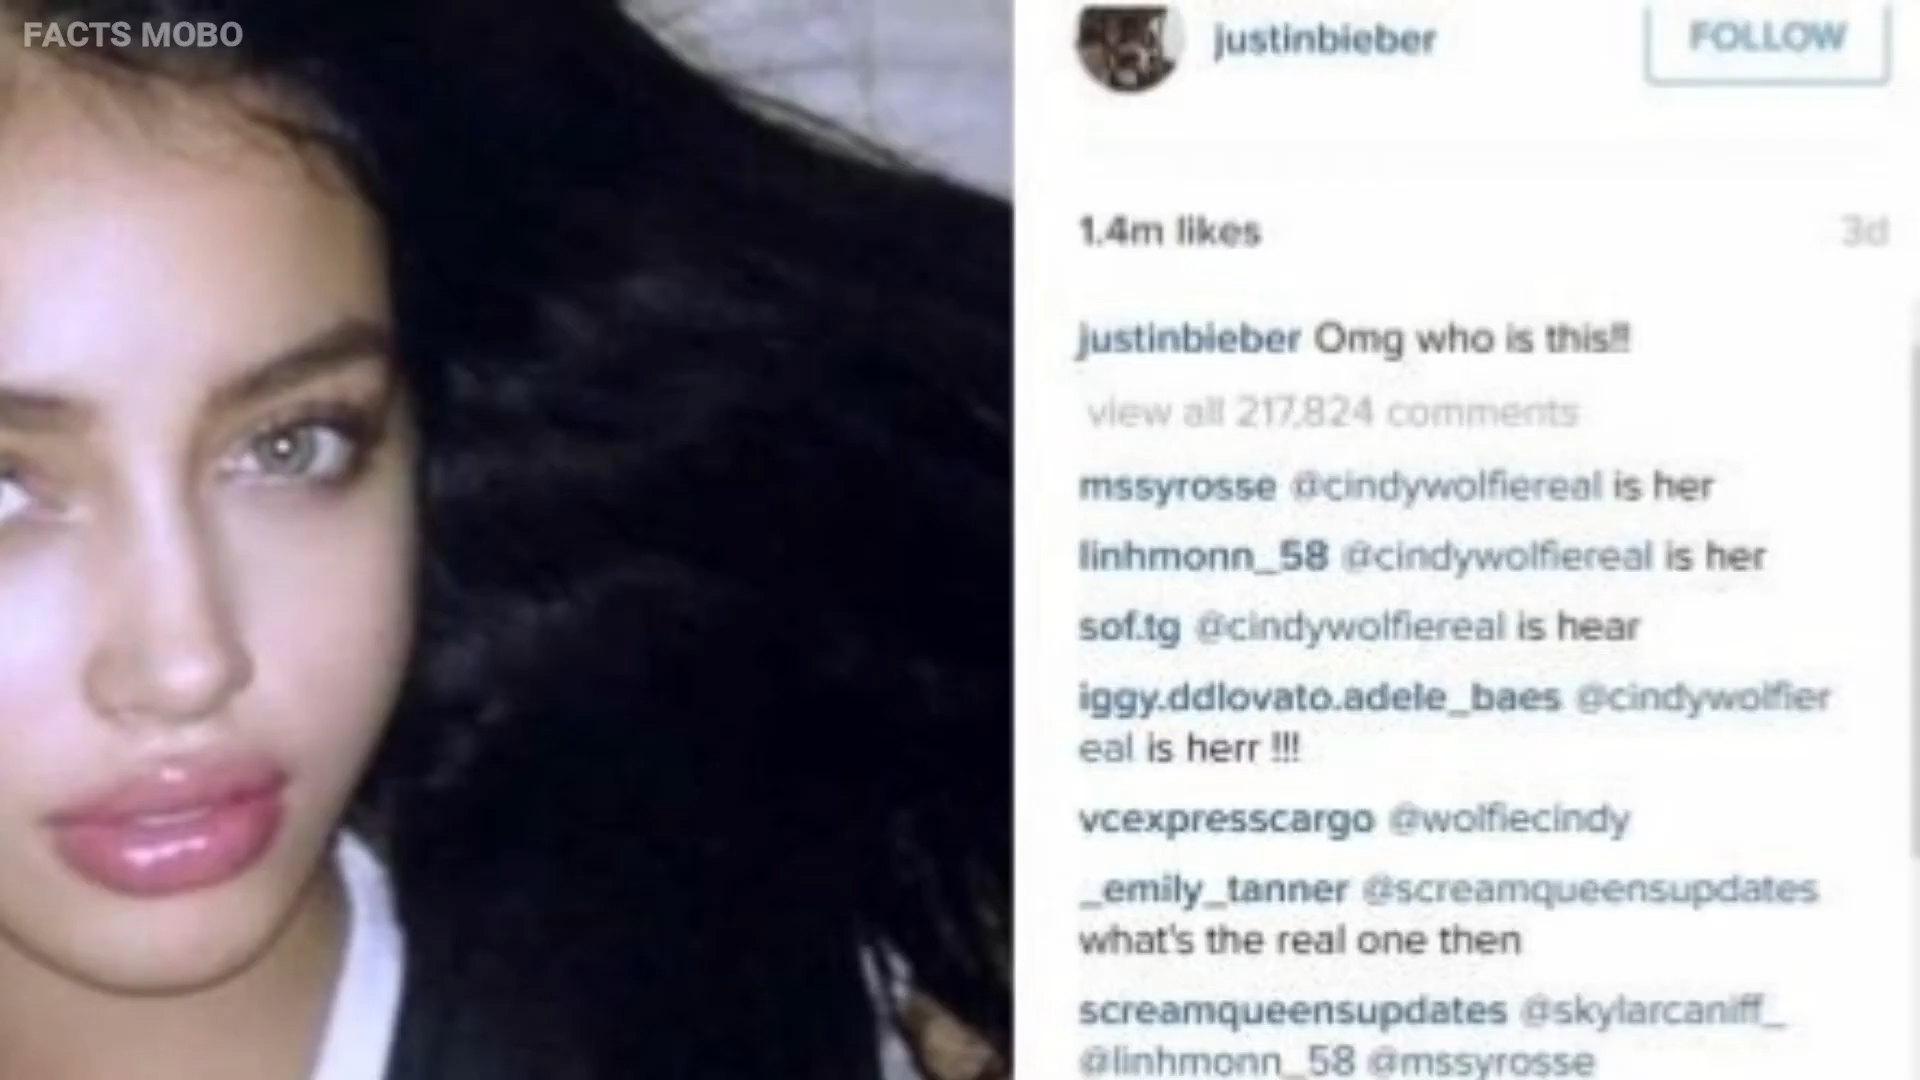 FACTS MOBO
justinbieber
FOLLOW
1.4m likes
3d
justinbieber Omg who is this!!
view all 217,824 comments
mssyrosse @cindywolfiereal is her
linhmonn_58 @cindywolfiereal is her
sof.tg @cindywolfiereal is hear
iggy.ddlovato.adele_baes @cindywolfier
eal is herr !!!
vcexpresscargo @wolfiecindy
_emily_tanner @screamqueensupdates
what's the real one then
screamqueensupdates @skylarcaniff_
@linhmonn_58 @mssyrosse